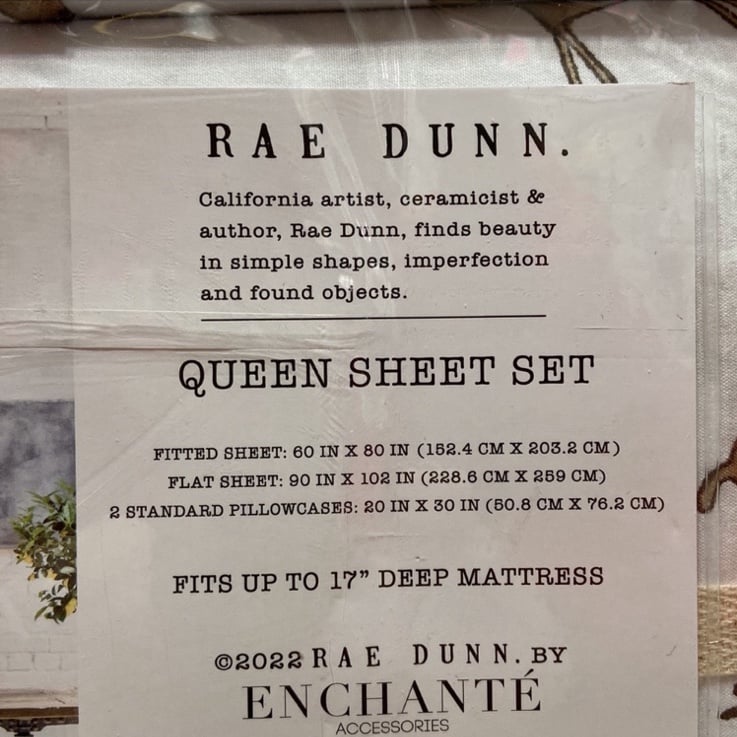 RAE DUNN.
California artist, ceramicist &
author, Rae Dunn, finds beauty
in simple shapes, imperfection
and found objects.
QUEEN SHEET SET
FITTED SHEET: 60 IN X 80 IN (152.4 CM X 203.2 CM)
FLAT SHEET: 90 IN X 102 IN (228.6 CM X 259 CM)
2 STANDARD PILLOWCASES: 20 IN X 30 IN (50.8 CM X 76.2 CM)
FITS UP TO 17" DEEP MATTRESS
©2022 RAE DUNN. BY
ENCHANTÉ
ACCESSORIES